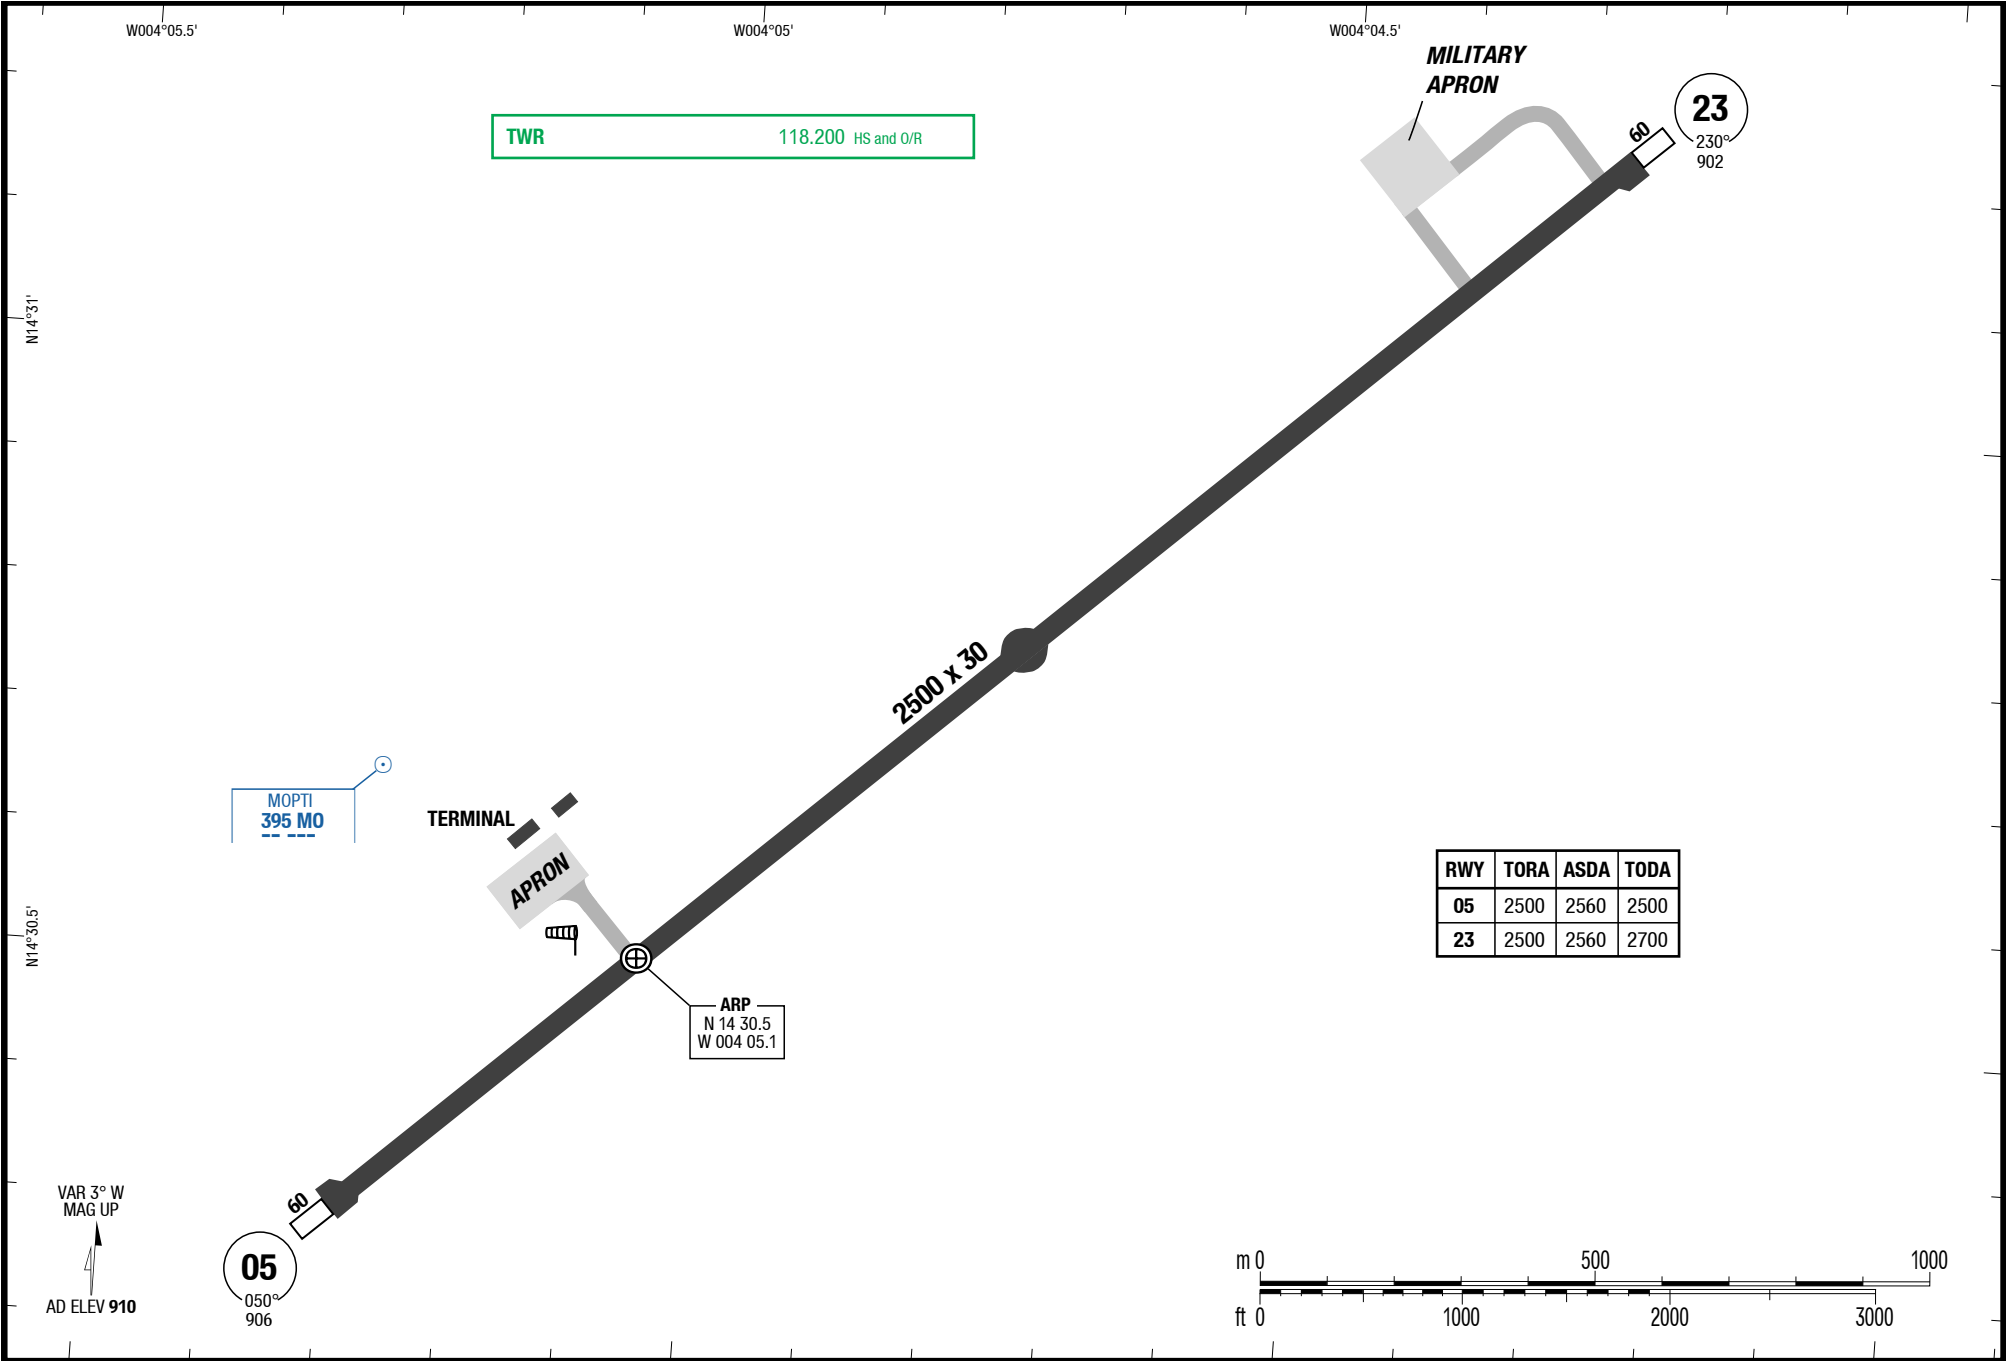 W004°05.5' W004°05' W004°04.5'
MILITARY
APRON
TWR 118.200 HS and O/R
23
230°
902
60
N14°31'
2500 x 30
MOPTI
395 MO
TERMINAL
APRON
RWY TORA ASDA TODA
05 2500 2560 2500
23 2500 2560 2700
N14°30.5'
ARP
N 14 30.5
W 004 05.1
60
VAR 3° W
MAG UP
AD ELEV 910
05
050°
906
m 0 500 1000
ft 0 1000 2000 3000